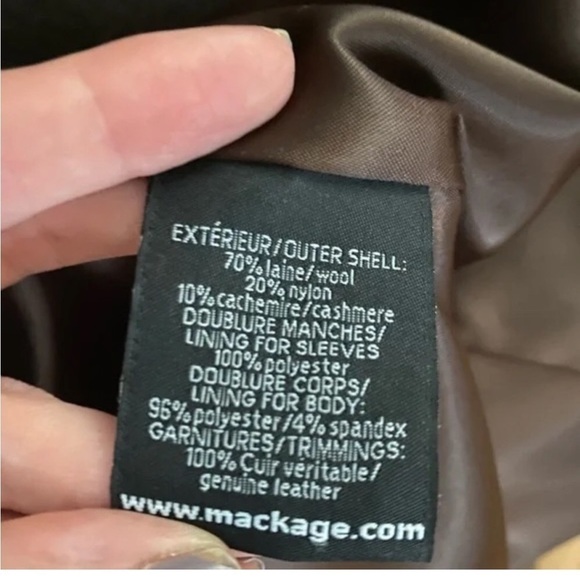 EXTÉRIEUR/OUTER SHELL:
70% laine/wool
20% nylon
10% cachemire/cashmere
DOUBLURE MANCHES/
LINING FOR SLEEVES
100% polyester
DOUBLURE CORPS/
LINING FOR BODY:
96% polyester/4% spandex
GARNITURES/TRIMMINGS:
100% Cuir veritable/
genuine leather
www.mackage.com